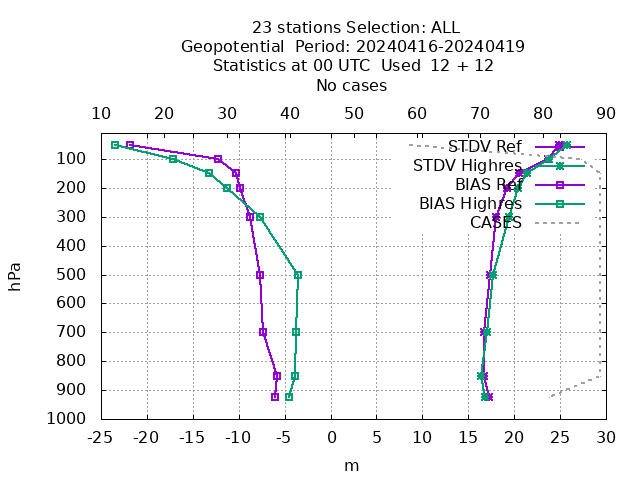 23 stations Selection: ALL
Geopotential  Period: 20240416-20240419
Statistics at 00 UTC  Used  12 + 12
No cases
10 20 30 40 50 60 70 80 90
STDV Ref
STDV Highres
BIAS Ref
BIAS Highres
CASES
hPa
100
200
300
400
500
600
700
800
900
1000
-25 -20 -15 -10 -5 0 5 10 15 20 25 30
m